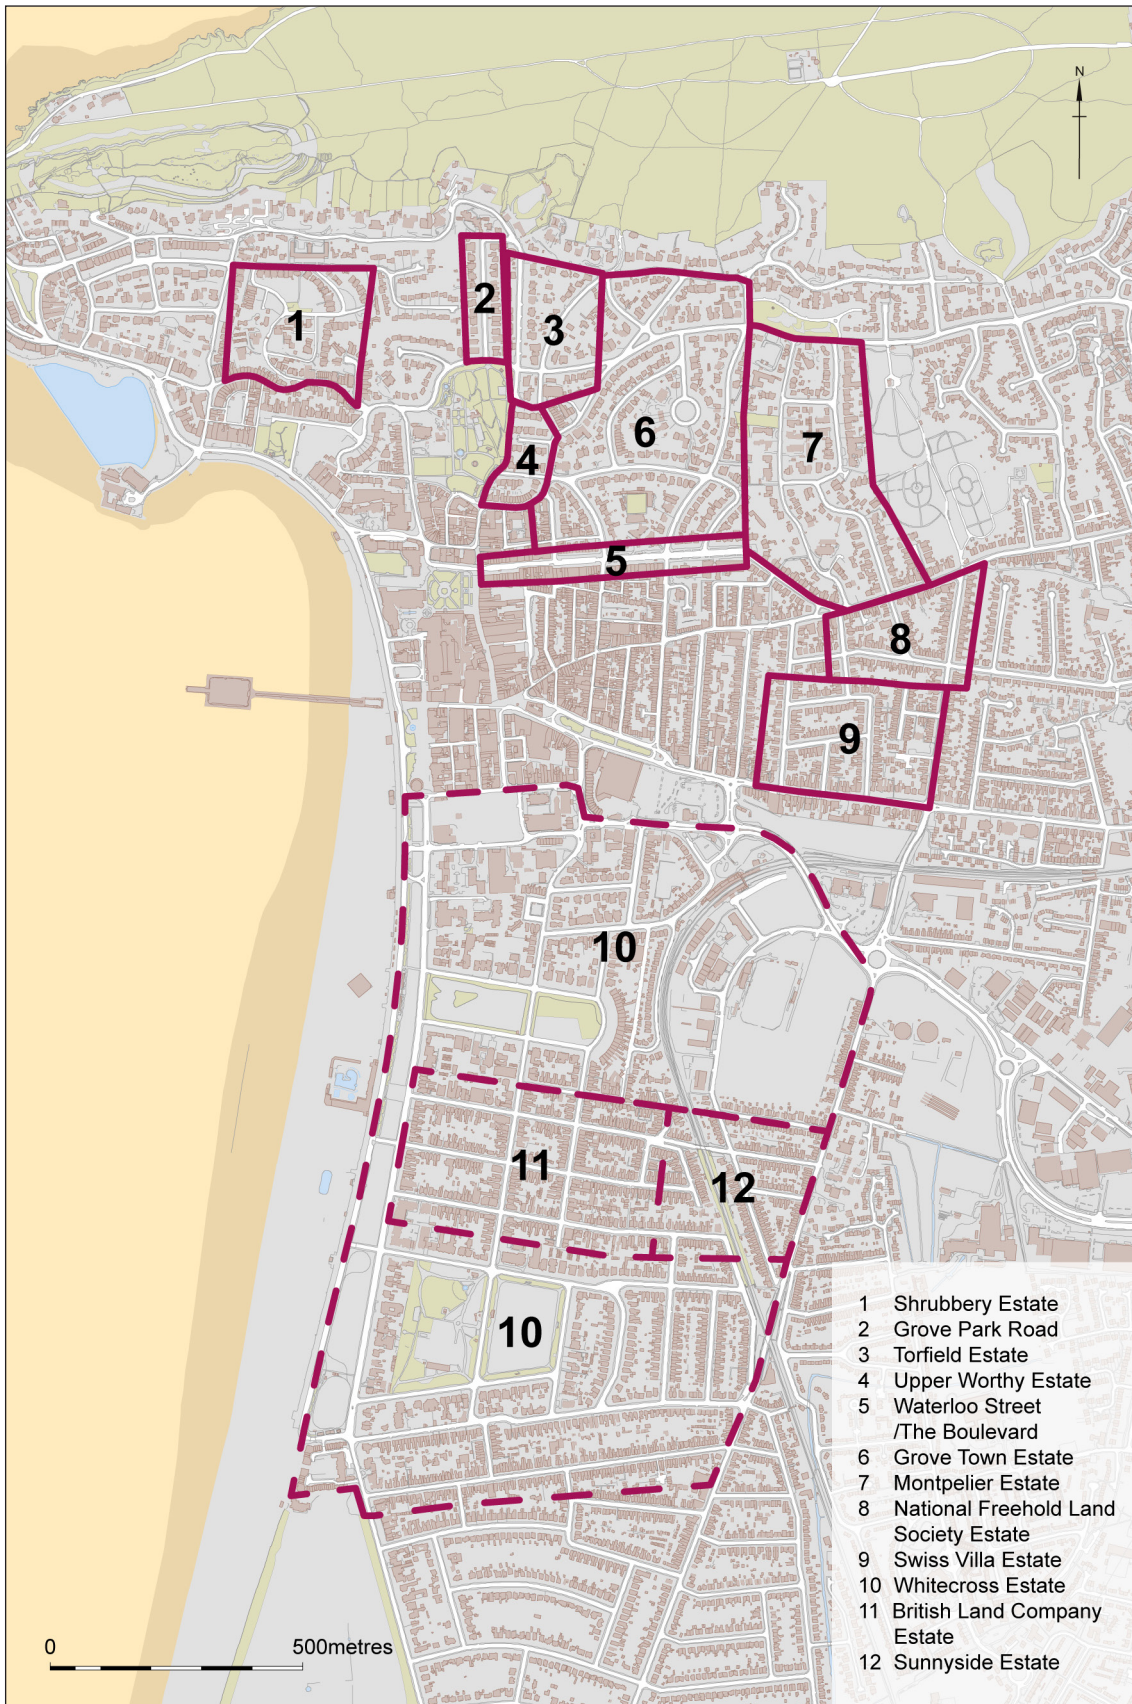 N
2
1
3
6
7
4
5
8
9
10
11
12
10
1 Shrubbery Estate
2 Grove Park Road
3 Torfield Estate
4 Upper Worthy Estate
5 Waterloo Street
/The Boulevard
6 Grove Town Estate
7 Montpelier Estate
8 National Freehold Land
Society Estate
9 Swiss Villa Estate
10 Whitecross Estate
11 British Land Company
Estate
12 Sunnyside Estate
0 500metres